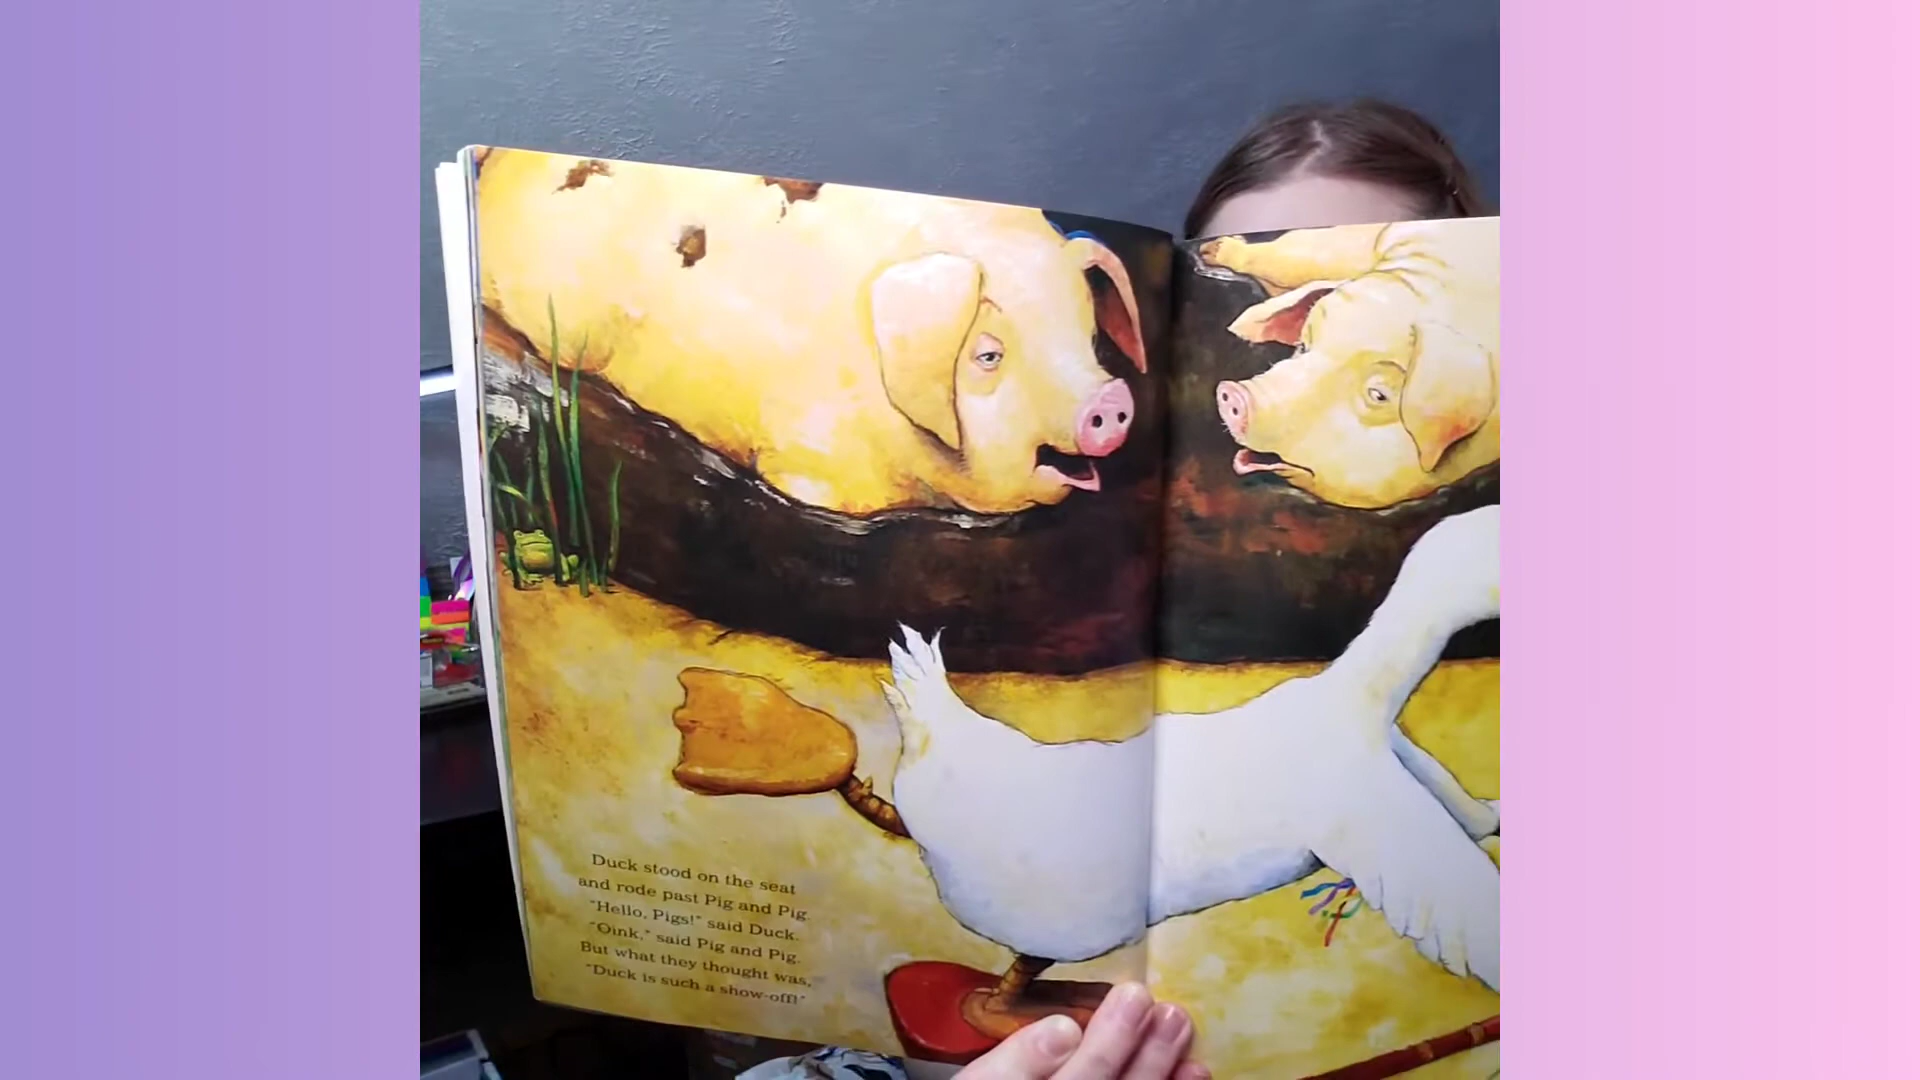 Duck stood on the seat
and rode past Pig and Pig.
"Hello, Pigs!" said Duck.
"Oink," said Pig and Pig.
But what they thought was,
"Duck is such a show-off!"